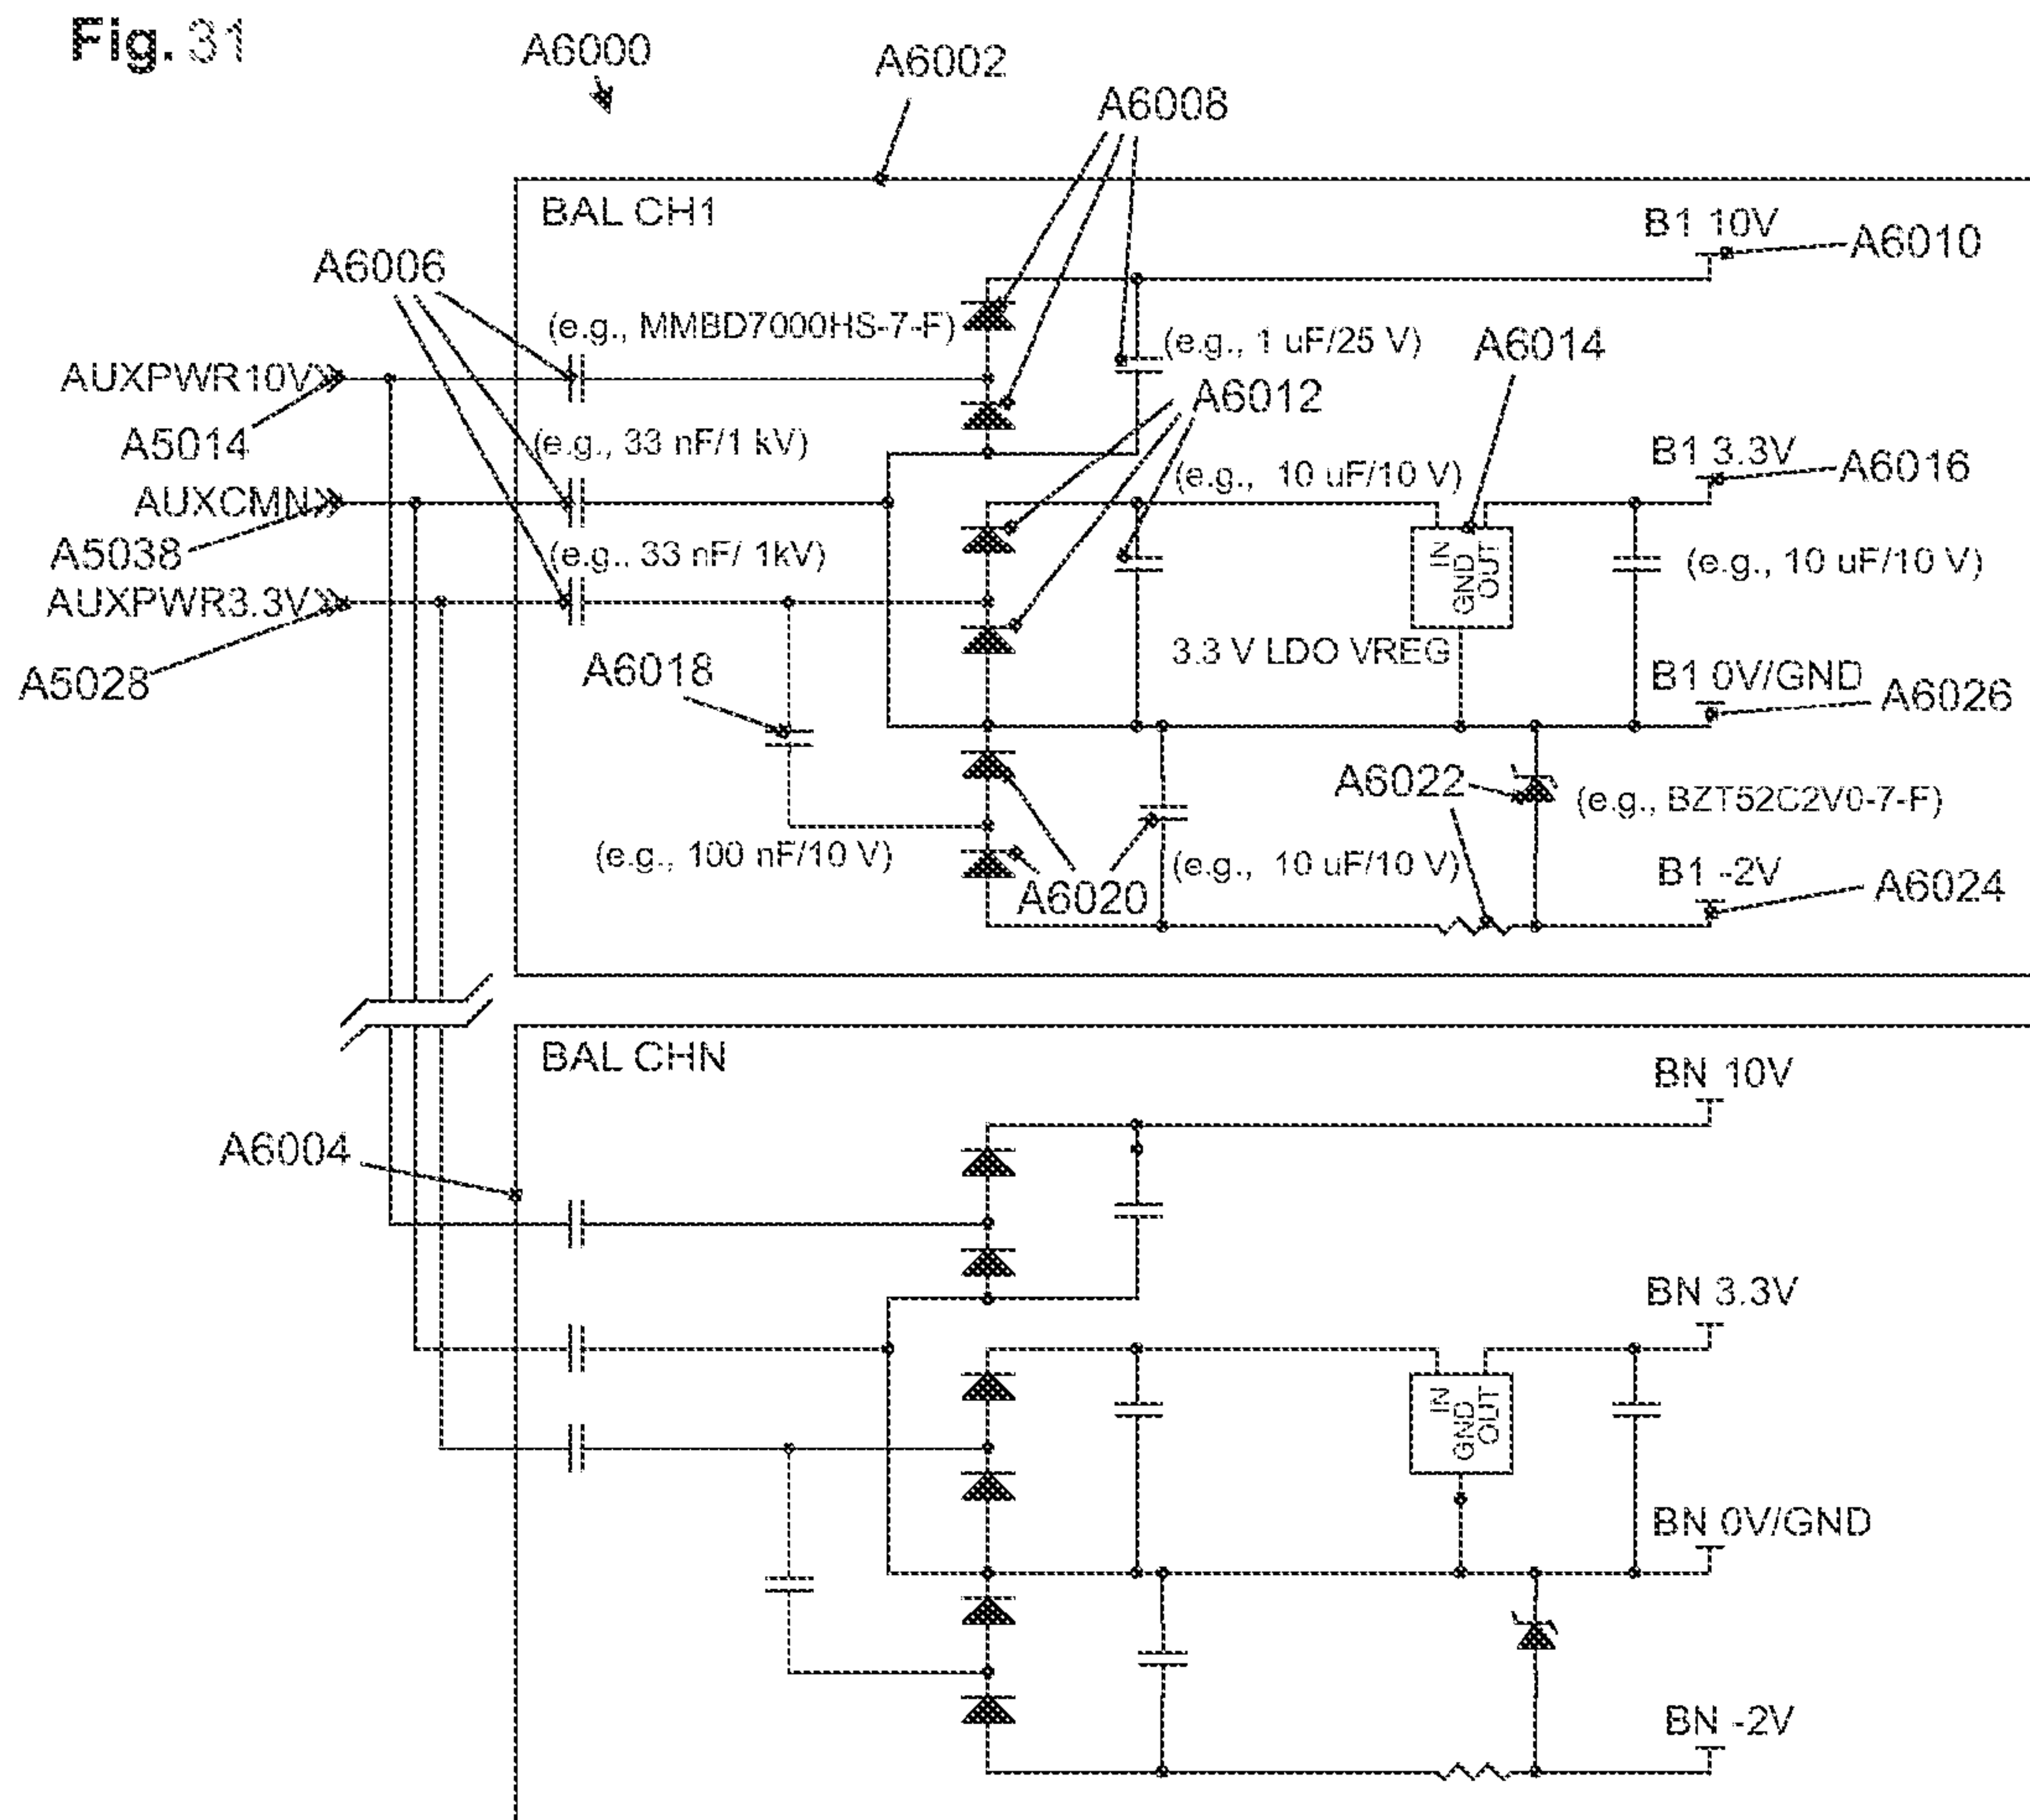 Fig. 31
A6000
A6002
A6008
BAL CH1
B1 10V
A6010
A6006
(e.g., MMBD7000HS-7-F)
(e.g., 1 uF/25 V)
A6014
AUXPWR10V
A6012
A5014
(e.g., 33 nF/1 kV)
B1 3.3V
A6016
(e.g., 10 uF/10 V)
AUXCMN
A5038
(e.g., 33 nF/ 1kV)
IN
GND
OUT
(e.g., 10 uF/10 V)
AUXPWR3.3V
A5028
A6018
3.3 V LDO VREG
B1 0V/GND
A6026
A6022
(e.g., BZT52C2V0-7-F)
(e.g., 100 nF/10 V)
(e.g., 10 uF/10 V)
A6020
B1 -2V
A6024
BAL CHN
BN 10V
A6004
BN 3.3V
IN
GND
OUT
BN 0V/GND
BN -2V